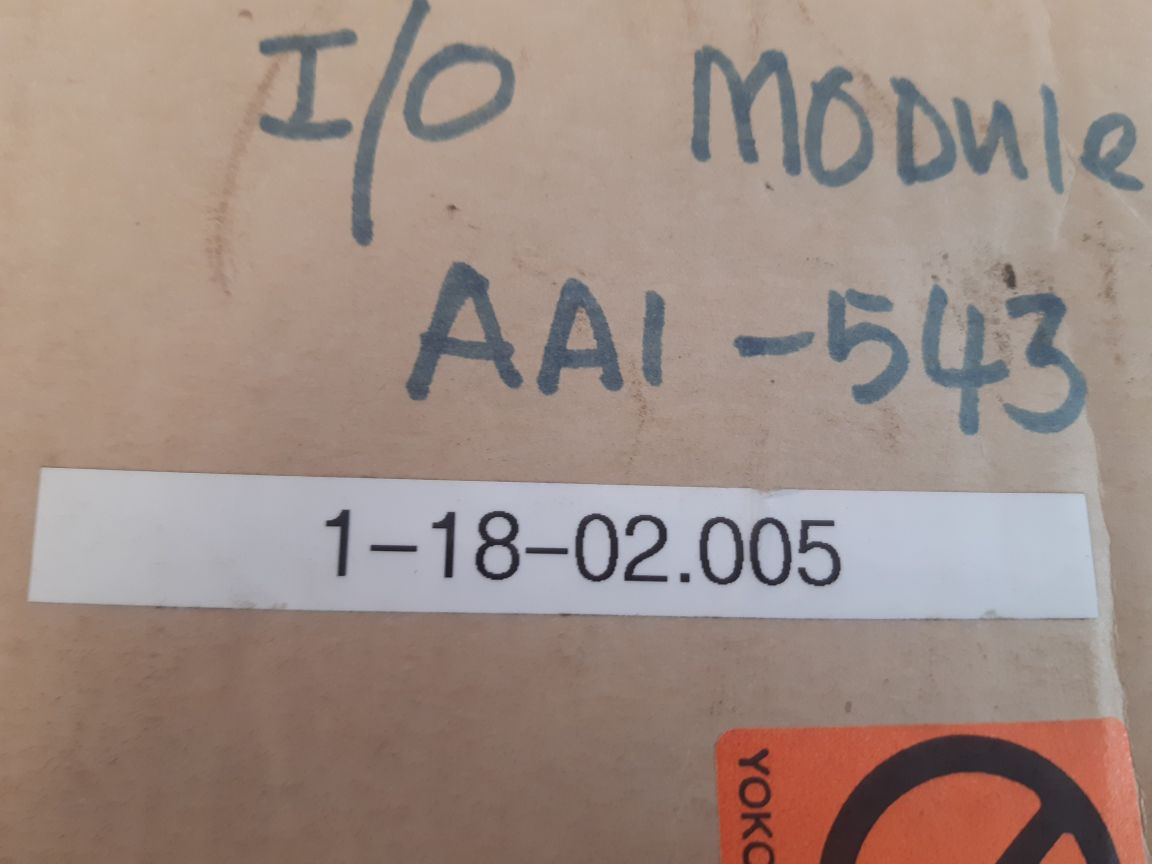 I/O MODule
AAI -543
1-18-02.005
YOKO